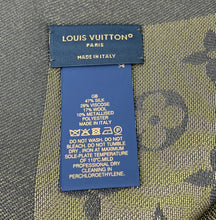 LOUIS VUITTON
PARIS
MADE IN ITALY
GB
47% SILK
26% VISCOSE
17% WOOL
10% METALLISED
POLYESTER
DO NOT WASH. DO NOT
BLEACH. DO NOT TUMBLE
DRY. IRON AT MAXIMUM
SOLE-PLATE TEMPERATURE
OF 110°C. MILD
PROFESSIONAL DRY
CLEANING IN
PERCHLOROETHYLENE.